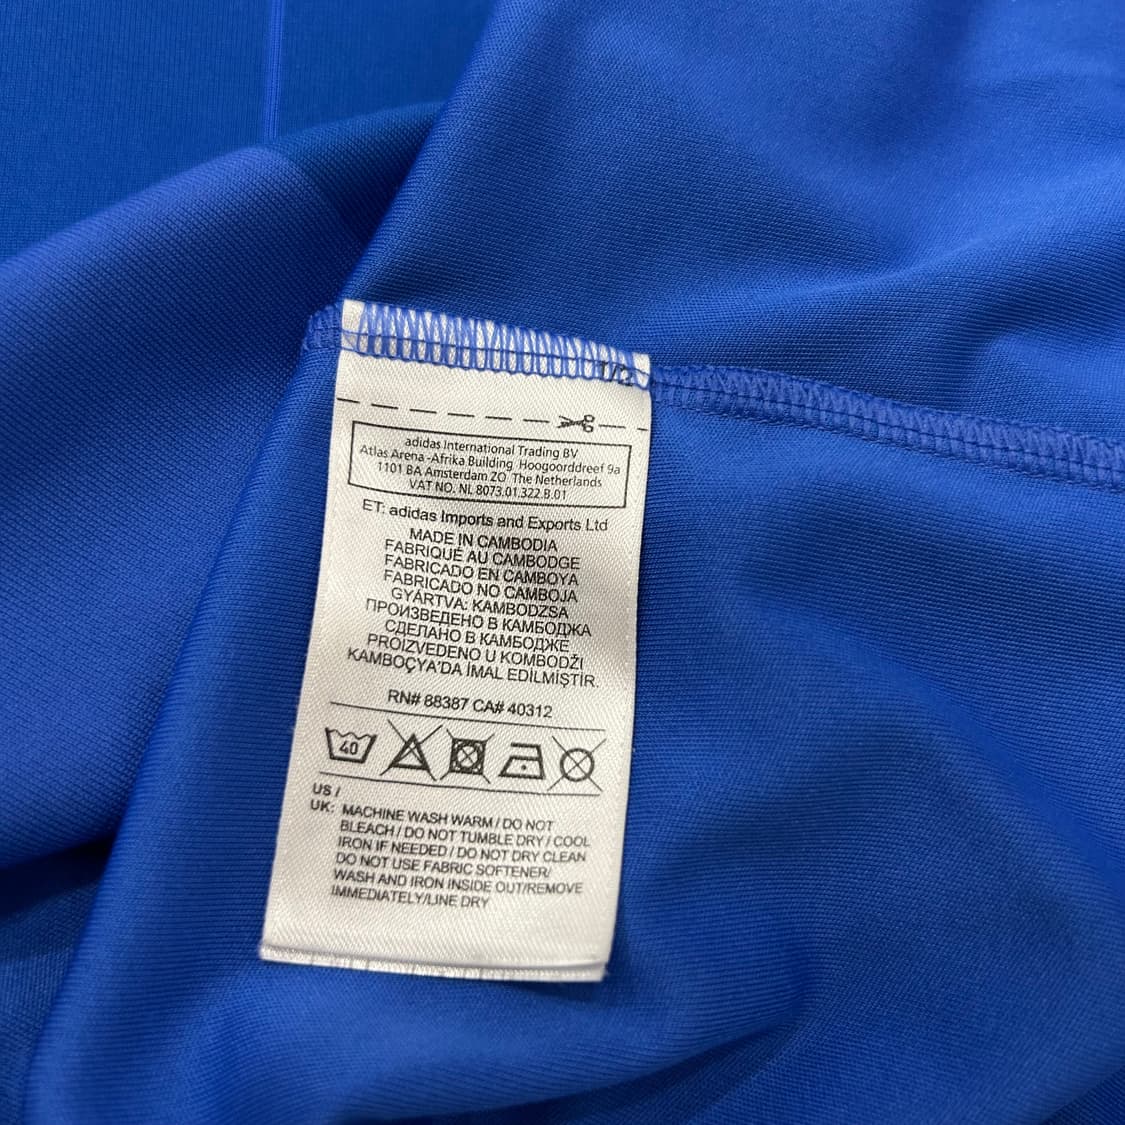 1/12
adidas International Trading BV
Atlas Arena -Afrika Building Hoogoorddreef 9a
1101 BA Amsterdam ZO The Netherlands
VAT NO. NL 8073.01.322.B.01
ET: adidas Imports and Exports Ltd
MADE IN CAMBODIA
FABRIQUÉ AU CAMBODGE
FABRICADO EN CAMBOYA
FABRICADO NO CAMBOJA
GYÁRTVA: KAMBODZSA
ПРОИЗВЕДЕНО В КАМБОДЖА
СДЕЛАНО В КАМБОДЖЕ
PROIZVEDENO U KOMBODŽI
KAMBOÇYA'DA İMAL EDİLMİŞTİR.
RN# 88387 CA# 40312
40
US /
UK: MACHINE WASH WARM / DO NOT
BLEACH / DO NOT TUMBLE DRY / COOL
IRON IF NEEDED / DO NOT DRY CLEAN
DO NOT USE FABRIC SOFTENER/
WASH AND IRON INSIDE OUT/REMOVE
IMMEDIATELY/LINE DRY